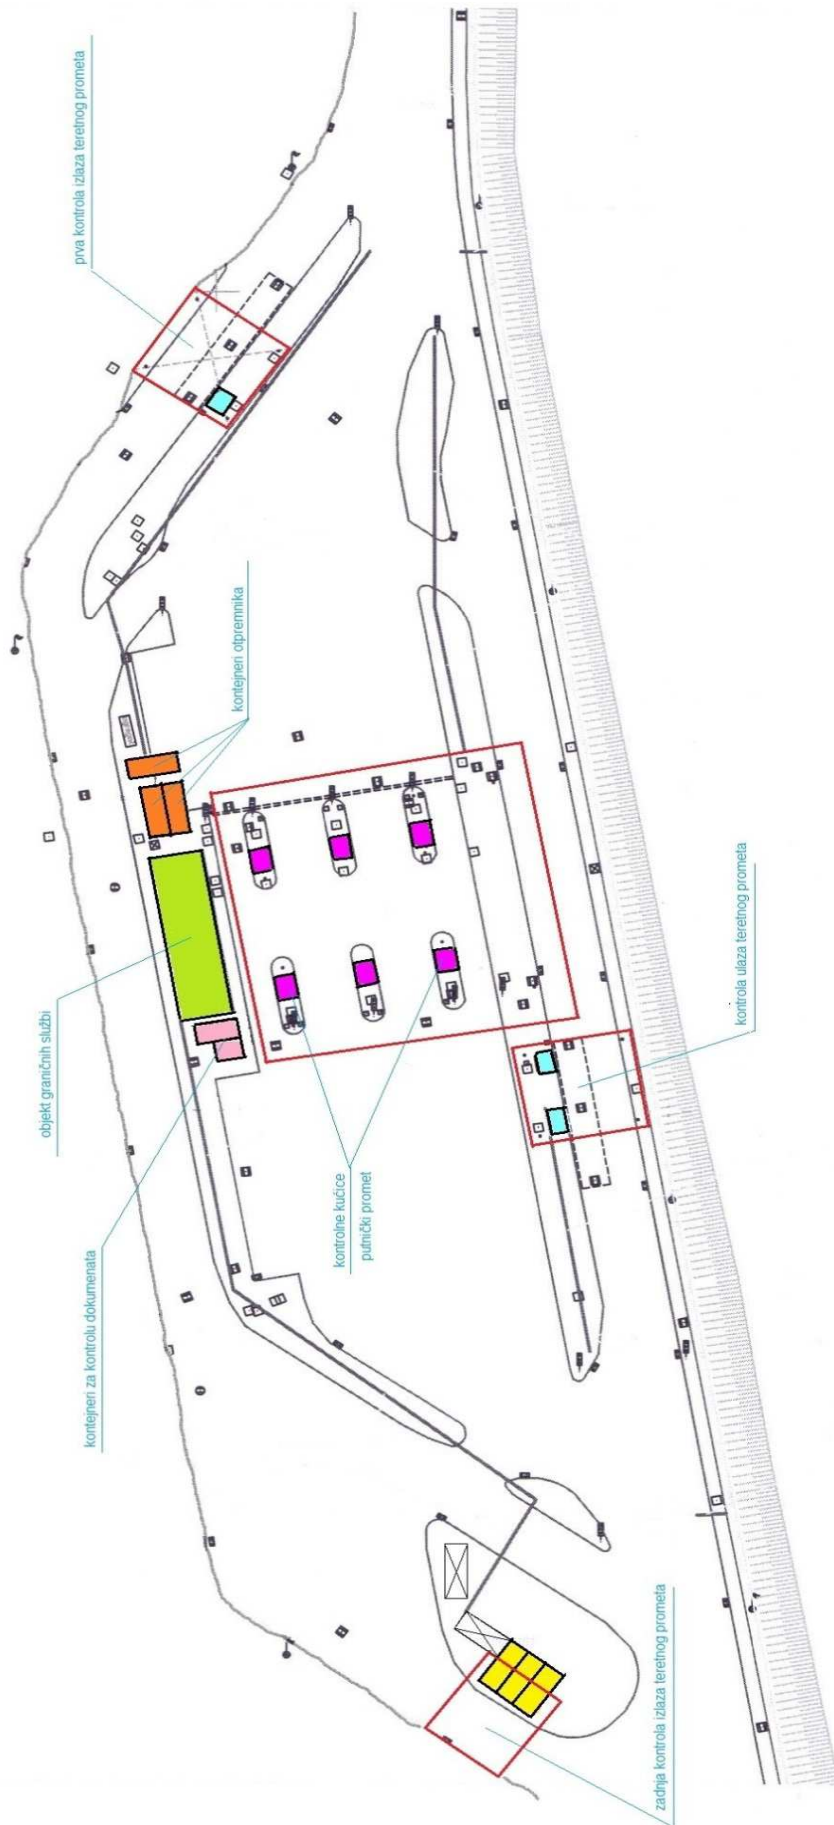 prva kontrola izlaza teretnog prometa
kontejneri otpremnika
objekt graničnih službi
kontrola ulaza teretnog prometa
kontrolne kućice
putnički promet
kontejneri za kontrolu dokumenata
zadnja kontrola izlaza teretnog prometa